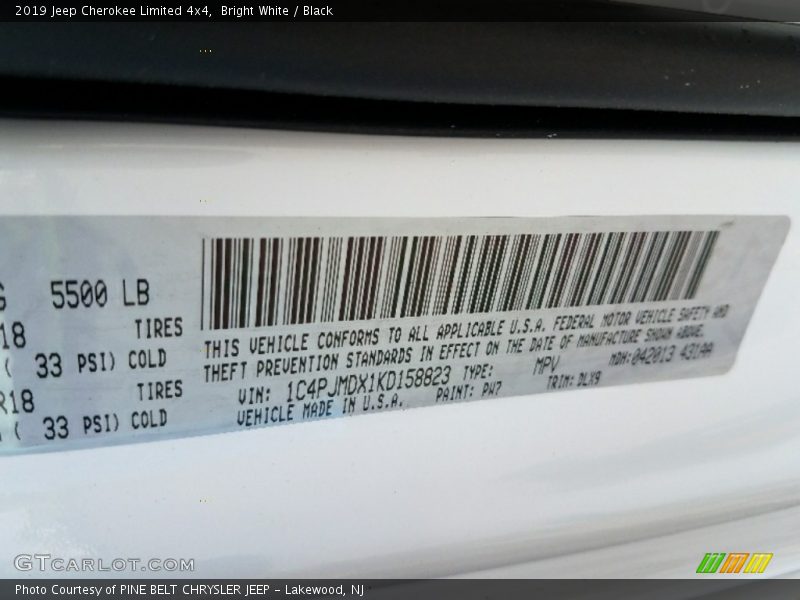 2019 Jeep Cherokee Limited 4x4,  Bright White / Black
5500 LB
R18 TIRES
( 33 PSI) COLD
R18 TIRES
( 33 PSI) COLD
THIS VEHICLE CONFORMS TO ALL APPLICABLE U.S.A. FEDERAL MOTOR VEHICLE SAFETY AND
THEFT PREVENTION STANDARDS IN EFFECT ON THE DATE OF MANUFACTURE SHOWN ABOVE.
VIN: 1C4PJMDX1KD158823 TYPE: MPV MDH:042013 431AA
VEHICLE MADE IN U.S.A. PAINT: PW7 TRIM: DLX9
GTCARLOT.COM
Photo Courtesy of PINE BELT CHRYSLER JEEP - Lakewood, NJ